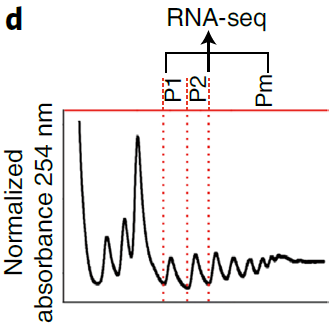 d
RNA-seq
P1
P2
Pm
Normalized
absorbance 254 nm